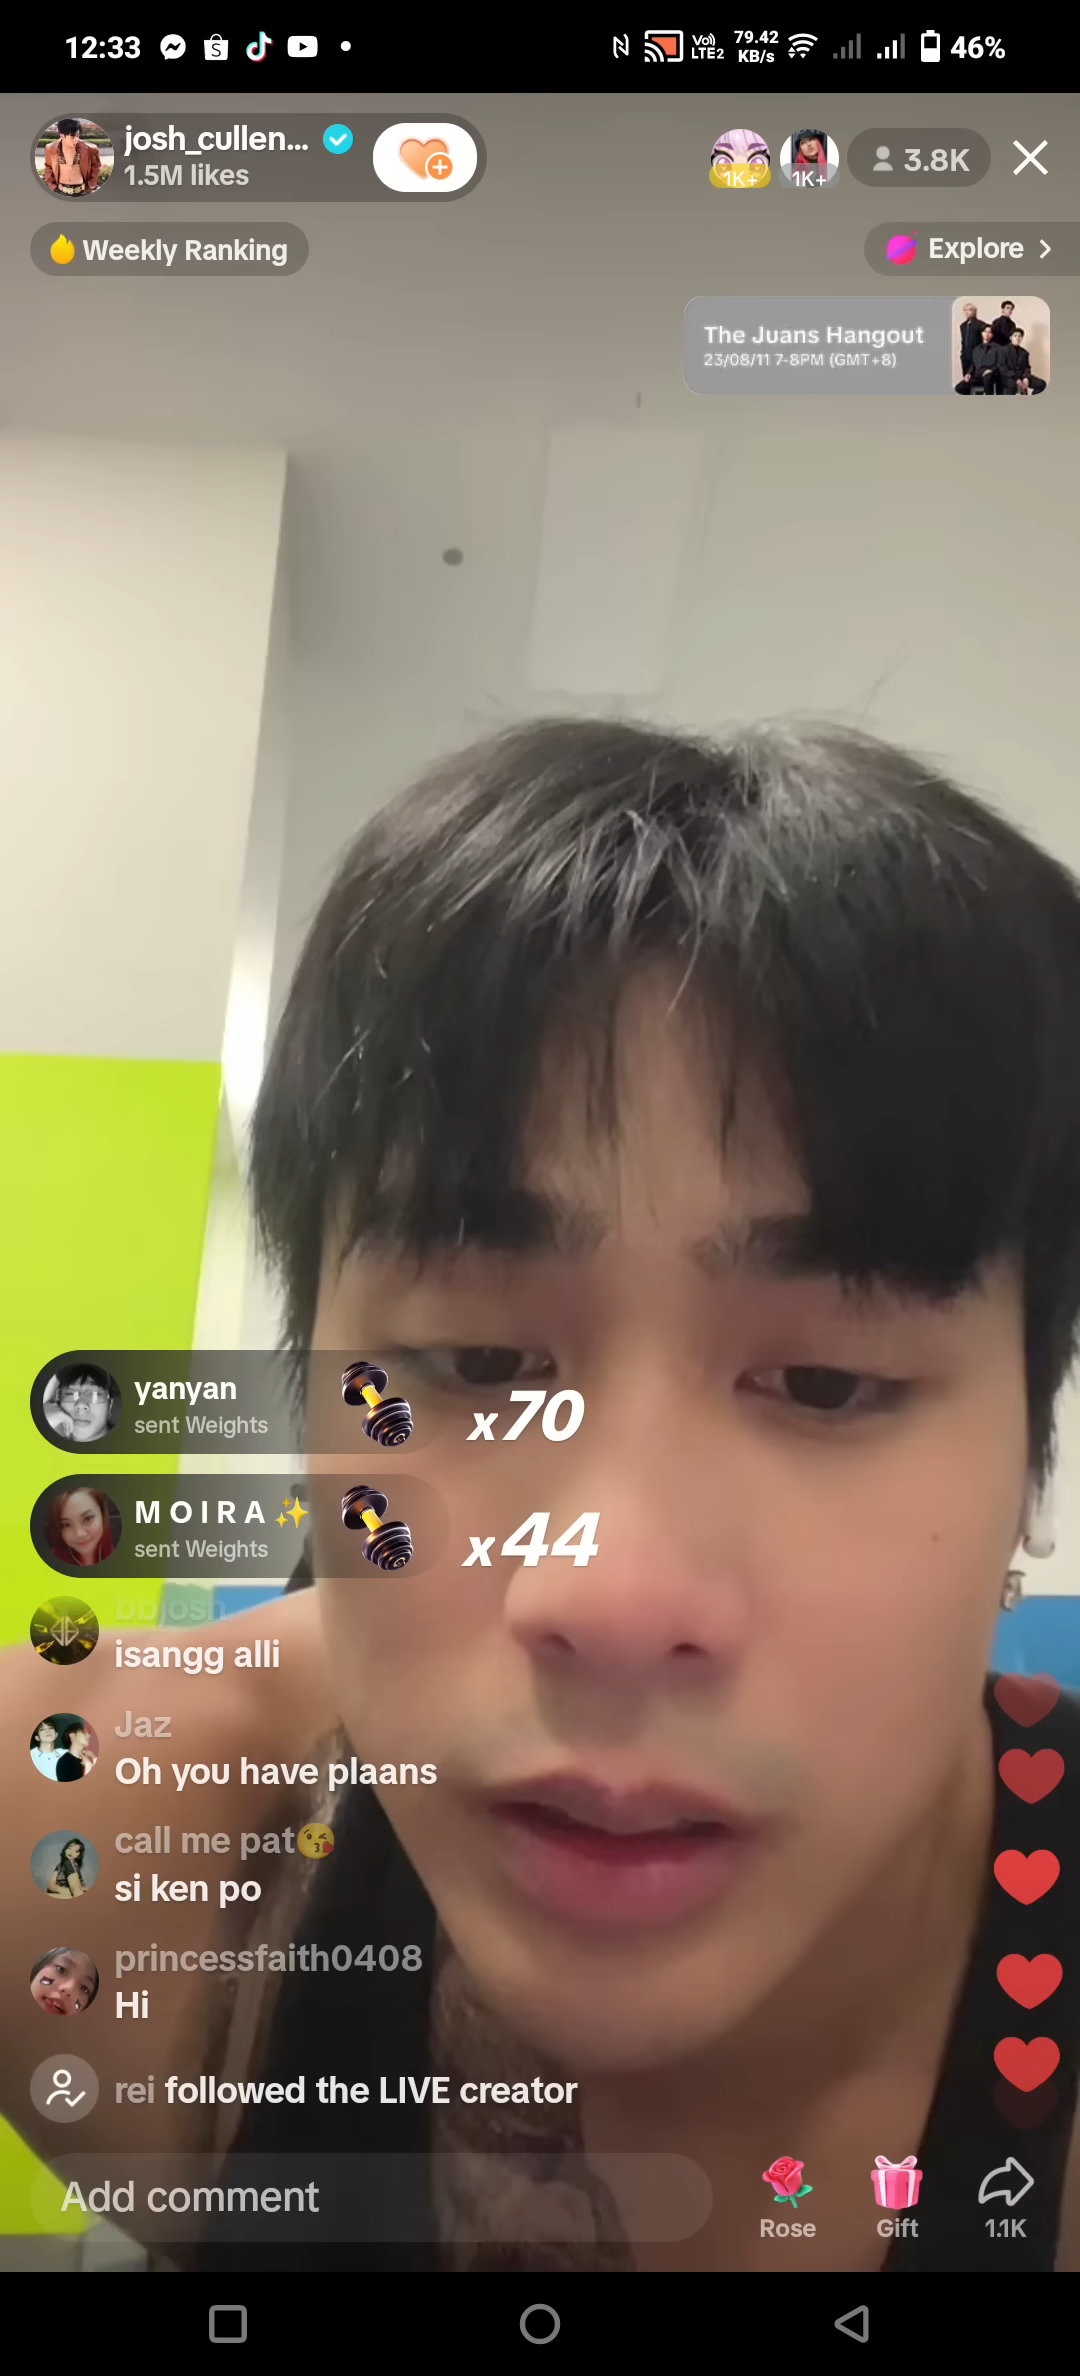 12:33
Vo))
LTE2
79.42
KB/s
46%
josh_cullen...
1.5M likes
1K+
1K+
3.8K
Weekly Ranking
Explore
The Juans Hangout
23/08/11 7-8PM (GMT+8)
yanyan
sent Weights
x70
M O I R A ✨
sent Weights
x44
bbjosh
isangg alli
Jaz
Oh you have plaans
call me pat😘
si ken po
princessfaith0408
Hi
rei followed the LIVE creator
Add comment
Rose
Gift
1.1K